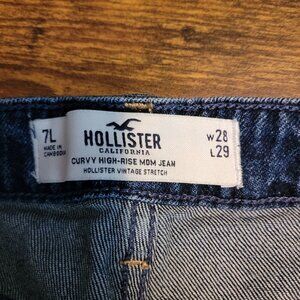 7L
MADE IN
CAMBODIA
HOLLISTER
CALIFORNIA
CURVY HIGH-RISE MOM JEAN
HOLLISTER VINTAGE STRETCH
W28
L29